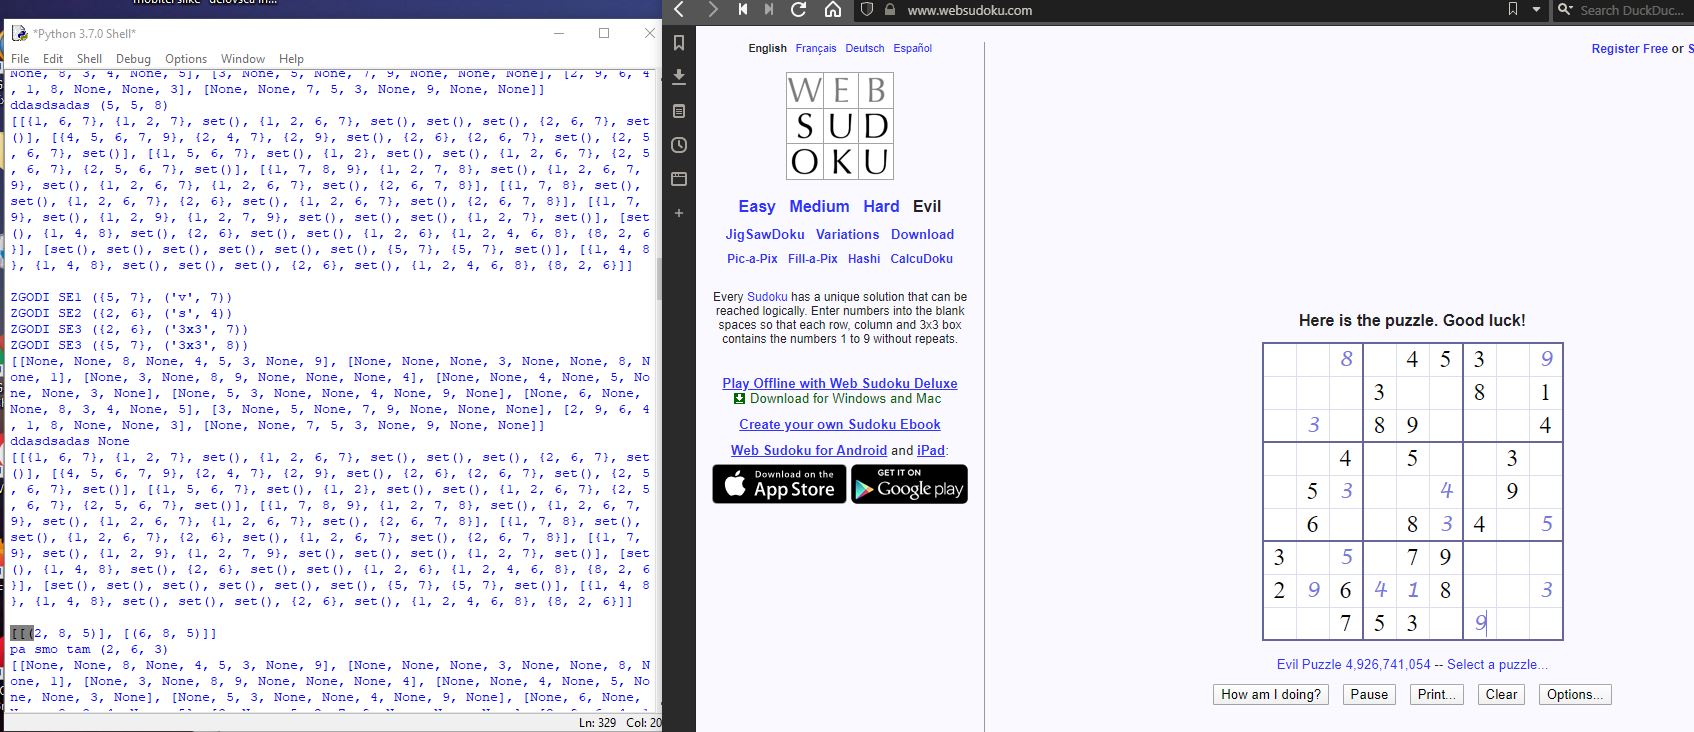 *Python 3.7.0 Shell*
File Edit Shell Debug Options Window Help
None, 8, 3, 4, None, 5], [3, None, 5, None, 7, 9, None, None, None], [2, 9, 6, 4
, 1, 8, None, None, 3], [None, None, 7, 5, 3, None, 9, None, None]]
ddasdsadas (5, 5, 8)
[[{1, 6, 7}, {1, 2, 7}, set(), {1, 2, 6, 7}, set(), set(), set(), {2, 6, 7}, set
()], [{4, 5, 6, 7, 9}, {2, 4, 7}, {2, 9}, set(), {2, 6}, {2, 6, 7}, set(), {2, 5
, 6, 7}, set()], [{1, 5, 6, 7}, set(), {1, 2}, set(), set(), {1, 2, 6, 7}, {2, 5
, 6, 7}, {2, 5, 6, 7}, set()], [{1, 7, 8, 9}, {1, 2, 7, 8}, set(), {1, 2, 6, 7,
9}, set(), {1, 2, 6, 7}, {1, 2, 6, 7}, set(), {2, 6, 7, 8}], [{1, 7, 8}, set(),
set(), {1, 2, 6, 7}, {2, 6}, set(), {1, 2, 6, 7}, set(), {2, 6, 7, 8}], [{1, 7,
9}, set(), {1, 2, 9}, {1, 2, 7, 9}, set(), set(), set(), {1, 2, 7}, set()], [set
(), {1, 4, 8}, set(), {2, 6}, set(), set(), {1, 2, 6}, {1, 2, 4, 6, 8}, {8, 2, 6
}], [set(), set(), set(), set(), set(), set(), {5, 7}, {5, 7}, set()], [{1, 4, 8
}, {1, 4, 8}, set(), set(), set(), {2, 6}, set(), {1, 2, 4, 6, 8}, {8, 2, 6}]]
ZGODI SE1 ({5, 7}, ('v', 7))
ZGODI SE2 ({2, 6}, ('s', 4))
ZGODI SE3 ({2, 6}, ('3x3', 7))
ZGODI SE3 ({5, 7}, ('3x3', 8))
[[None, None, 8, None, 4, 5, 3, None, 9], [None, None, None, 3, None, None, 8, N
one, 1], [None, 3, None, 8, 9, None, None, None, 4], [None, None, 4, None, 5, No
ne, None, 3, None], [None, 5, 3, None, None, 4, None, 9, None], [None, 6, None,
None, 8, 3, 4, None, 5], [3, None, 5, None, 7, 9, None, None, None], [2, 9, 6, 4
, 1, 8, None, None, 3], [None, None, 7, 5, 3, None, 9, None, None]]
ddasdsadas None
[[{1, 6, 7}, {1, 2, 7}, set(), {1, 2, 6, 7}, set(), set(), set(), {2, 6, 7}, set
()], [{4, 5, 6, 7, 9}, {2, 4, 7}, {2, 9}, set(), {2, 6}, {2, 6, 7}, set(), {2, 5
, 6, 7}, set()], [{1, 5, 6, 7}, set(), {1, 2}, set(), set(), {1, 2, 6, 7}, {2, 5
, 6, 7}, {2, 5, 6, 7}, set()], [{1, 7, 8, 9}, {1, 2, 7, 8}, set(), {1, 2, 6, 7,
9}, set(), {1, 2, 6, 7}, {1, 2, 6, 7}, set(), {2, 6, 7, 8}], [{1, 7, 8}, set(),
set(), {1, 2, 6, 7}, {2, 6}, set(), {1, 2, 6, 7}, set(), {2, 6, 7, 8}], [{1, 7,
9}, set(), {1, 2, 9}, {1, 2, 7, 9}, set(), set(), set(), {1, 2, 7}, set()], [set
(), {1, 4, 8}, set(), {2, 6}, set(), set(), {1, 2, 6}, {1, 2, 4, 6, 8}, {8, 2, 6
}], [set(), set(), set(), set(), set(), set(), {5, 7}, {5, 7}, set()], [{1, 4, 8
}, {1, 4, 8}, set(), set(), set(), {2, 6}, set(), {1, 2, 4, 6, 8}, {8, 2, 6}]]
[[(2, 8, 5)], [(6, 8, 5)]]
pa smo tam (2, 6, 3)
[[None, None, 8, None, 4, 5, 3, None, 9], [None, None, None, 3, None, None, 8, N
one, 1], [None, 3, None, 8, 9, None, None, None, 4], [None, None, 4, None, 5, No
ne, None, 3, None], [None, 5, 3, None, None, 4, None, 9, None], [None, 6, None,
Ln: 329 Col: 20
www.websudoku.com
Search DuckDuc...
English Français Deutsch Español
Register Free or S
WEB
SUD
OKU
Easy Medium Hard Evil
JigSawDoku Variations Download
Pic-a-Pix Fill-a-Pix Hashi CalcuDoku
Every Sudoku has a unique solution that can be
reached logically. Enter numbers into the blank
spaces so that each row, column and 3x3 box
contains the numbers 1 to 9 without repeats.
Play Offline with Web Sudoku Deluxe
Download for Windows and Mac
Create your own Sudoku Ebook
Web Sudoku for Android and iPad:
Download on the
App Store
GET IT ON
Google play
Here is the puzzle. Good luck!
8 4 5 3 9
3 8 1
3 8 9 4
4 5 3
5 3 4 9
6 8 3 4 5
3 5 7 9
2 9 6 4 1 8 3
7 5 3 9
Evil Puzzle 4,926,741,054 -- Select a puzzle...
How am I doing? Pause Print... Clear Options...